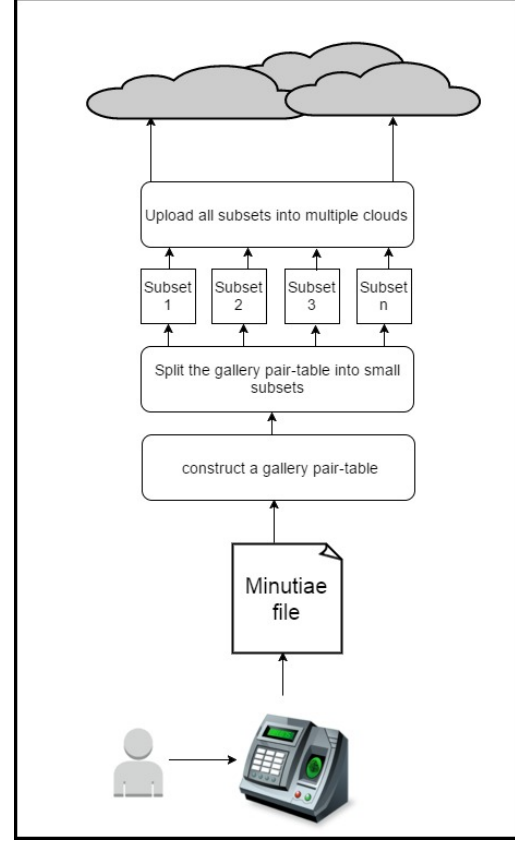 Upload all subsets into multiple clouds
Subset
1
Subset
2
Subset
3
Subset
n
Split the gallery pair-table into small
subsets
construct a gallery pair-table
Minutiae
file